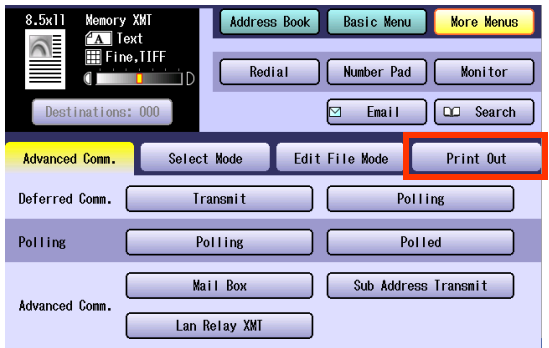 8.5x11 Memory XMT Address Book Basic Menu More Menus
A Text
Fine,TIFF
D Redial Number Pad Monitor
Destinations: 000 Email Search
Advanced Comm. Select Mode Edit File Mode Print Out
Deferred Comm. Transmit Polling
Polling Polling Polled
Mail Box Sub Address Transmit
Advanced Comm.
Lan Relay XMT